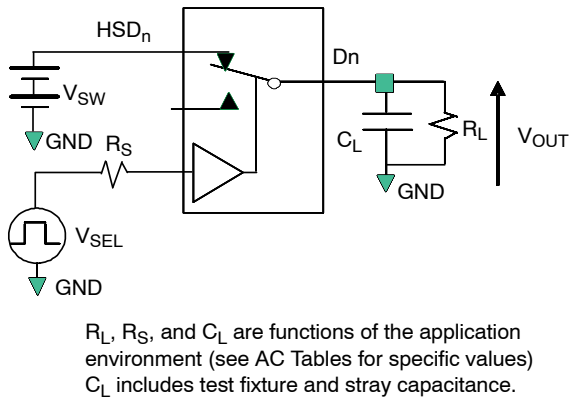 HSDn
Dn
VSW
GND
RS
CL
RL
VOUT
GND
VSEL
GND
RL, RS, and CL are functions of the application
environment (see AC Tables for specific values)
CL includes test fixture and stray capacitance.